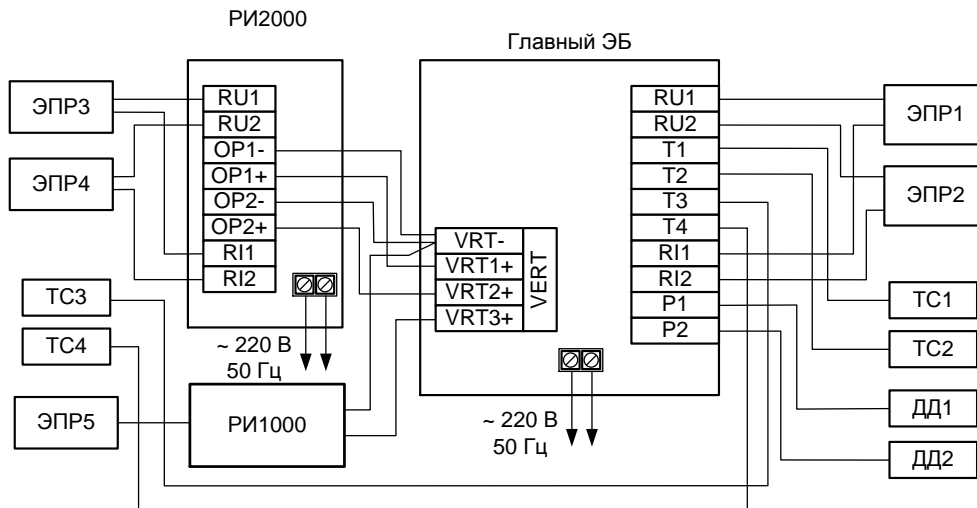 РИ2000
Главный ЭБ
ЭПР3
ЭПР4
ТС3
ТС4
ЭПР5
RU1
RU2
OP1-
OP1+
OP2-
OP2+
RI1
RI2
~ 220 В
50 Гц
РИ1000
VRT-
VRT1+
VRT2+
VRT3+
VERT
~ 220 В
50 Гц
RU1
RU2
T1
T2
T3
T4
RI1
RI2
P1
P2
ЭПР1
ЭПР2
ТС1
ТС2
ДД1
ДД2